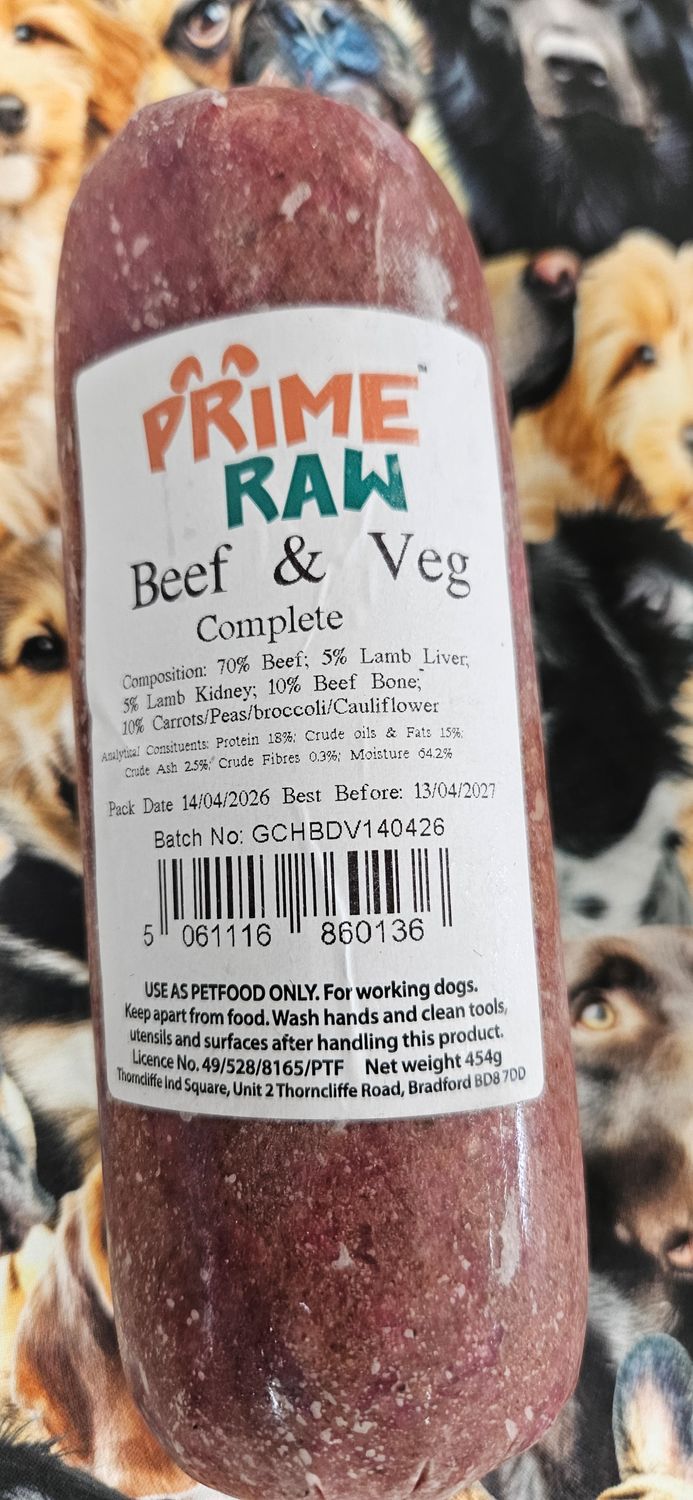 PRIME™
RAW
Beef & Veg
Complete
Composition: 70% Beef; 5% Lamb Liver;
5% Lamb Kidney; 10% Beef Bone;
10% Carrots/Peas/broccoli/Cauliflower
Analytical Consituents: Protein 18%; Crude oils & Fats 15%;
Crude Ash 2.5%; Crude Fibres 0.3%; Moisture 64.2%
Pack Date 14/04/2026 Best Before: 13/04/2027
Batch No: GCHBDV140426
5 061116 860136
USE AS PETFOOD ONLY. For working dogs.
Keep apart from food. Wash hands and clean tools,
utensils and surfaces after handling this product.
Licence No. 49/528/8165/PTF Net weight 454g
Thorncliffe Ind Square, Unit 2 Thorncliffe Road, Bradford BD8 7DD